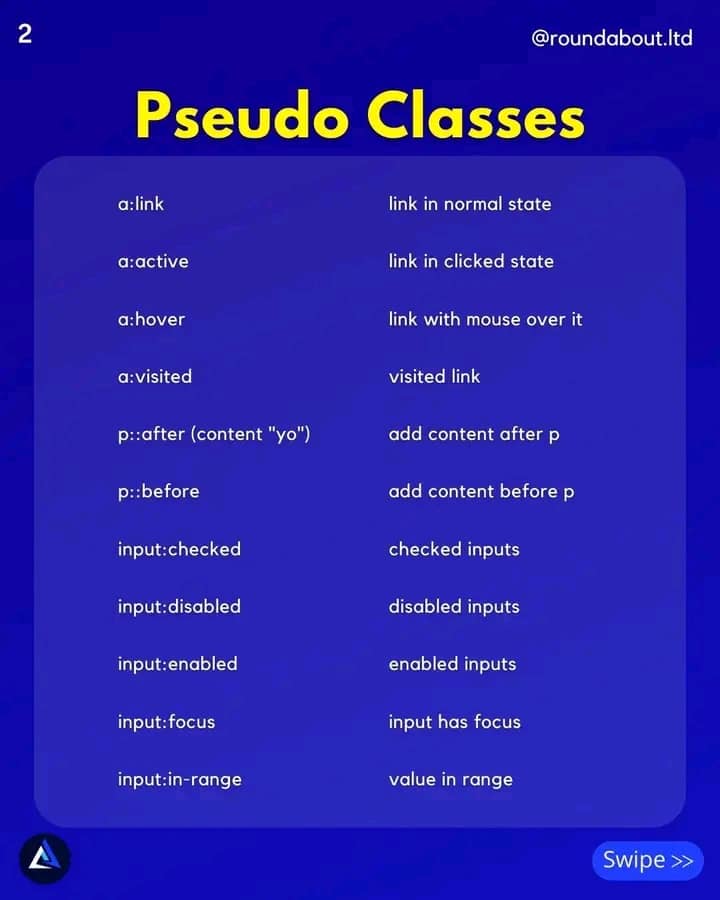 2
@roundabout.ltd
Pseudo Classes
a:link link in normal state
a:active link in clicked state
a:hover link with mouse over it
a:visited visited link
p::after (content "yo") add content after p
p::before add content before p
input:checked checked inputs
input:disabled disabled inputs
input:enabled enabled inputs
input:focus input has focus
input:in-range value in range
Swipe >>